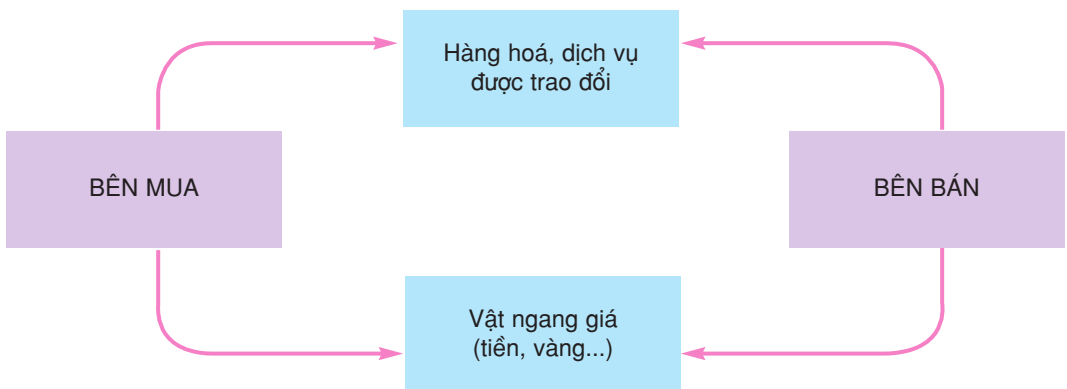 Hàng hoá, dịch vụ
được trao đổi
BÊN MUA
BÊN BÁN
Vật ngang giá
(tiền, vàng...)